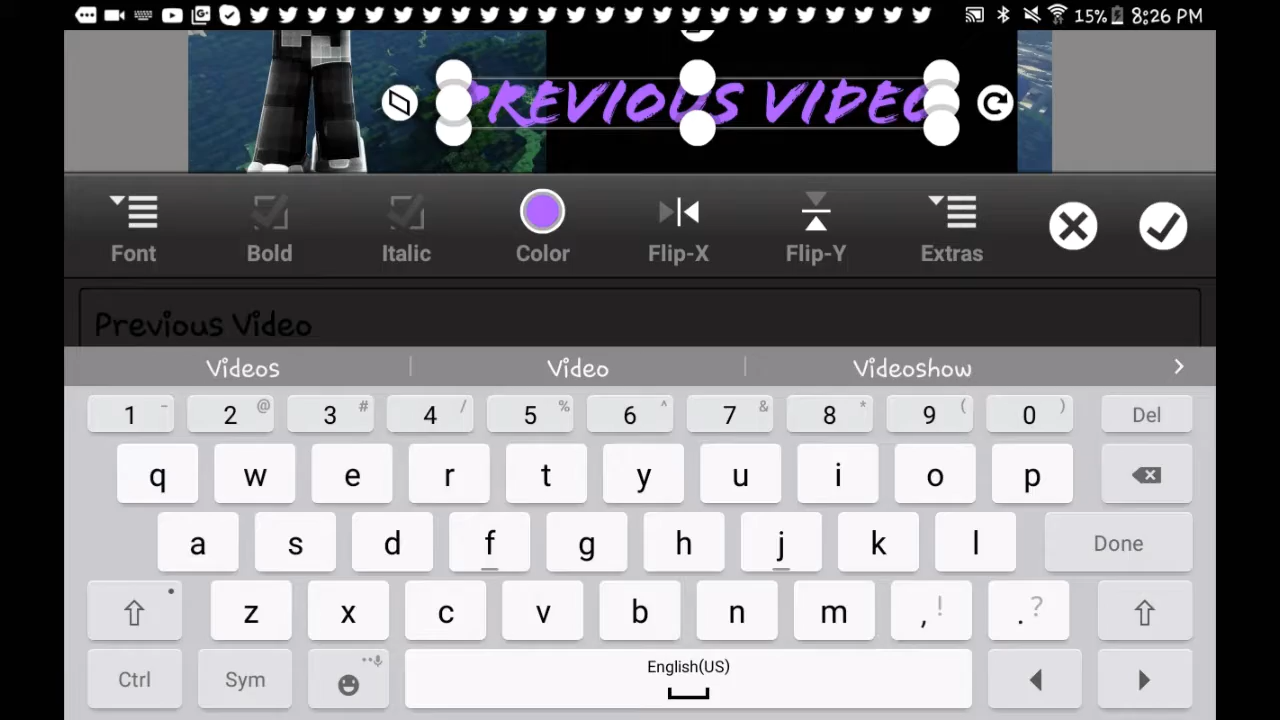 15% 8:26 PM
PREVIOUS VIDEO
Font Bold Italic Color Flip-X Flip-Y Extras
Previous Video
Videos Video Videoshow
1 - 2 @ 3 # 4 / 5 % 6 ^ 7 & 8 * 9 ( 0 ) Del
q w e r t y u i o p
a s d f g h j k l Done
z x c v b n m , ! . ?
Ctrl Sym English(US)